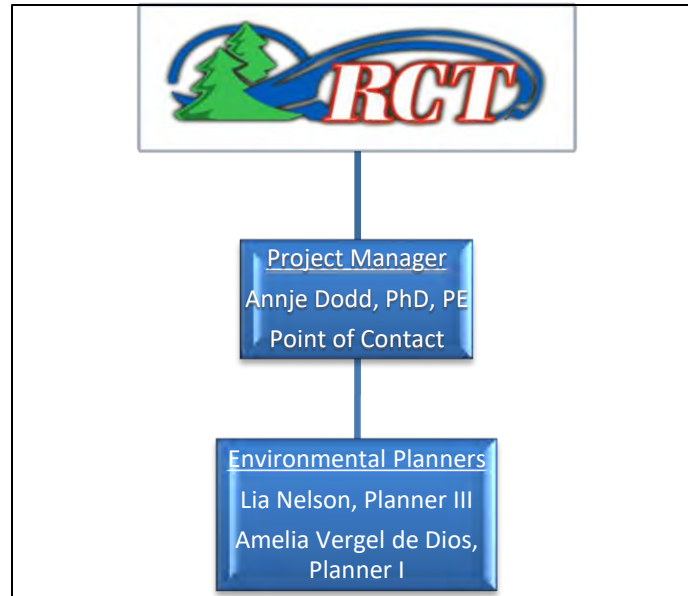 RCT
Project Manager
Annje Dodd, PhD, PE
Point of Contact
Environmental Planners
Lia Nelson, Planner III
Amelia Vergel de Dios,
Planner I